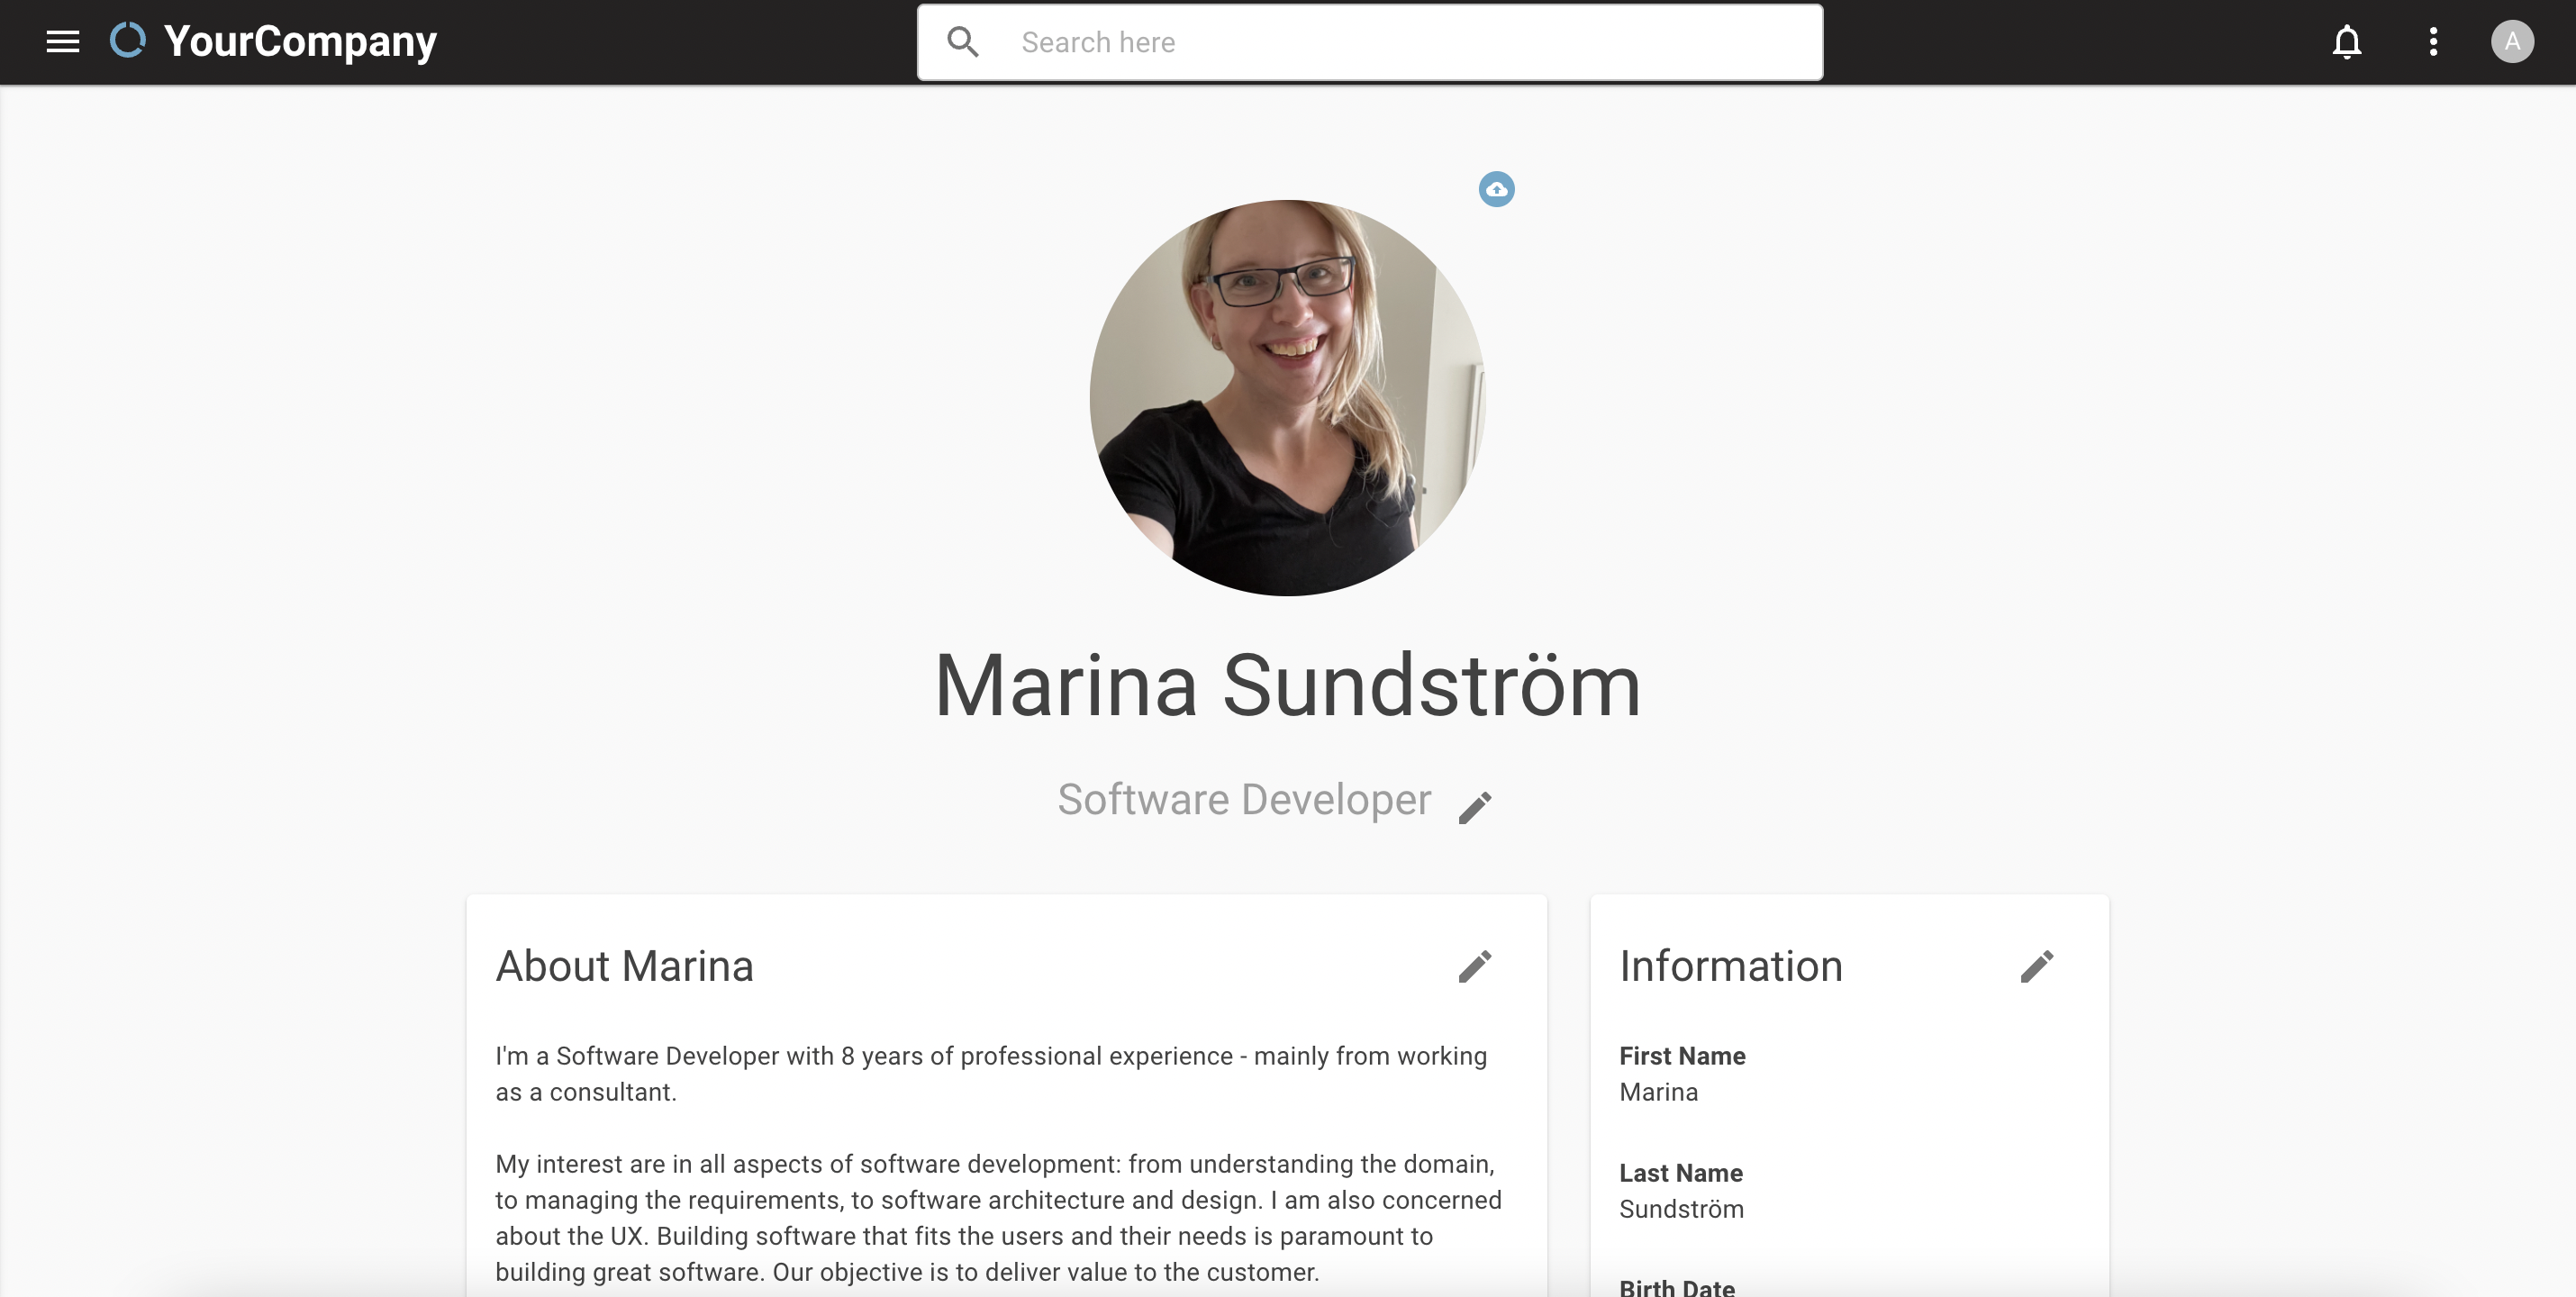 YourCompany
Search here
A
Marina Sundström
Software Developer
About Marina
I'm a Software Developer with 8 years of professional experience - mainly from working
as a consultant.
My interest are in all aspects of software development: from understanding the domain,
to managing the requirements, to software architecture and design. I am also concerned
about the UX. Building software that fits the users and their needs is paramount to
building great software. Our objective is to deliver value to the customer.
Information
First Name
Marina
Last Name
Sundström
Birth Date